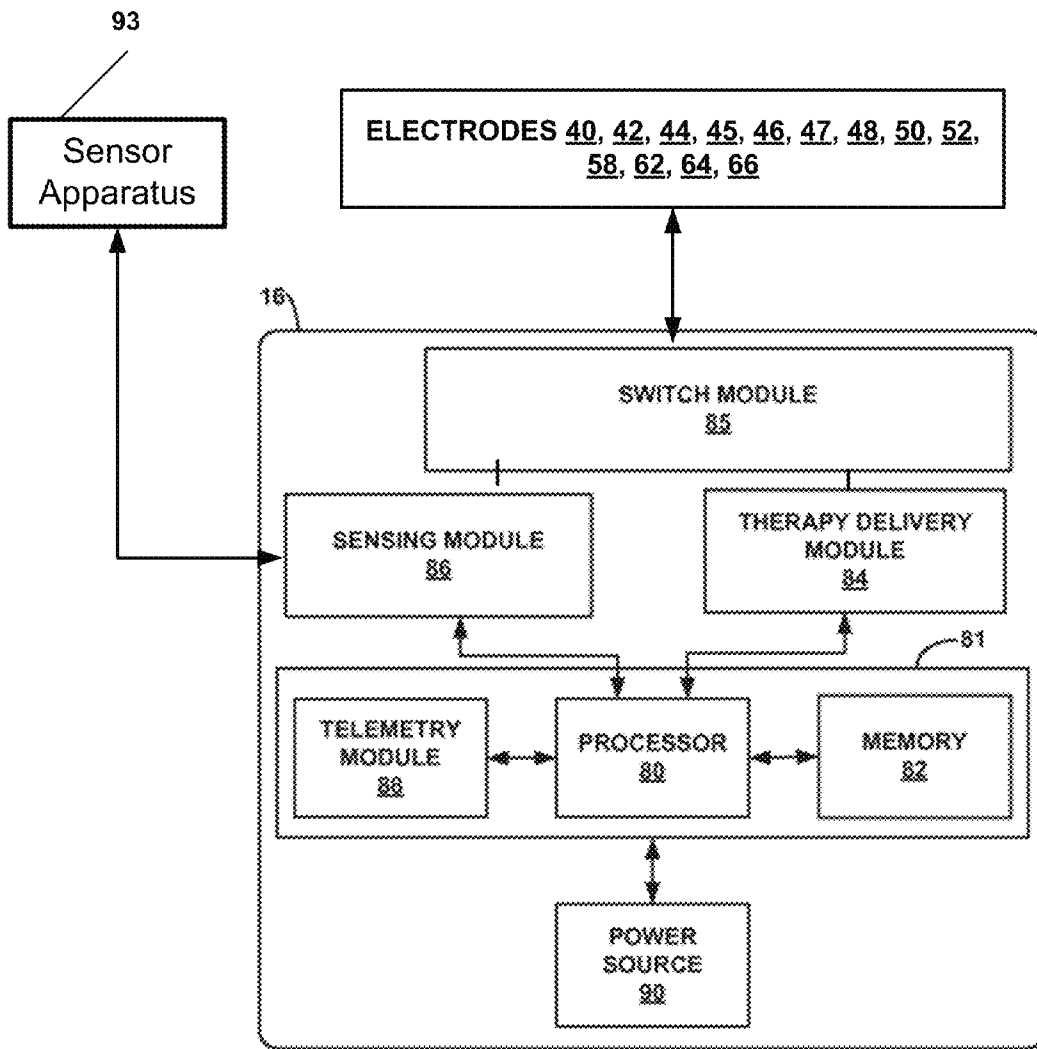 93
Sensor
Apparatus
ELECTRODES 40, 42, 44, 45, 46, 47, 48, 50, 52,
58, 62, 64, 66
16
SWITCH MODULE
85
SENSING MODULE
86
THERAPY DELIVERY
MODULE
84
81
TELEMETRY
MODULE
88
PROCESSOR
80
MEMORY
82
POWER
SOURCE
90